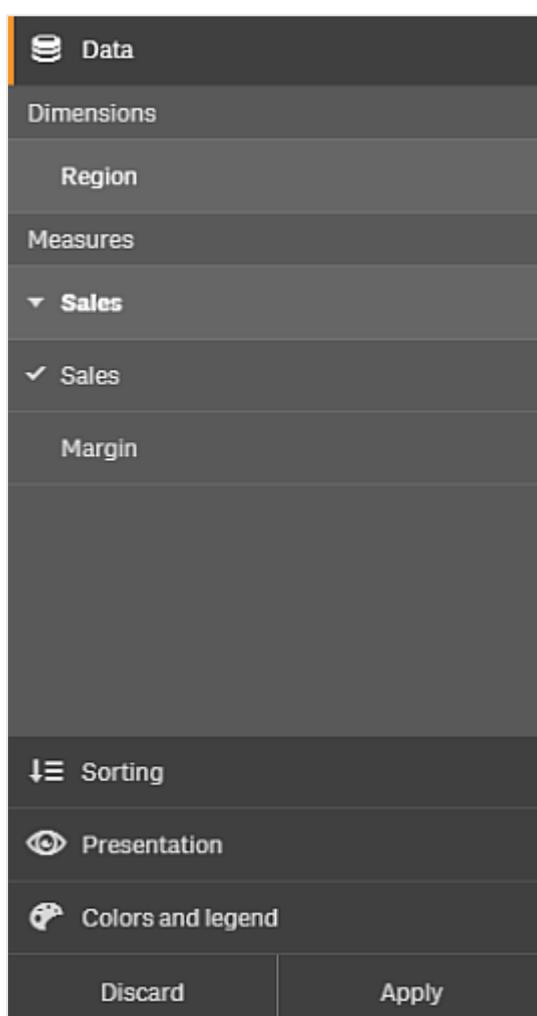 Data
Dimensions
Region
Measures
Sales
Sales
Margin
Sorting
Presentation
Colors and legend
Discard Apply